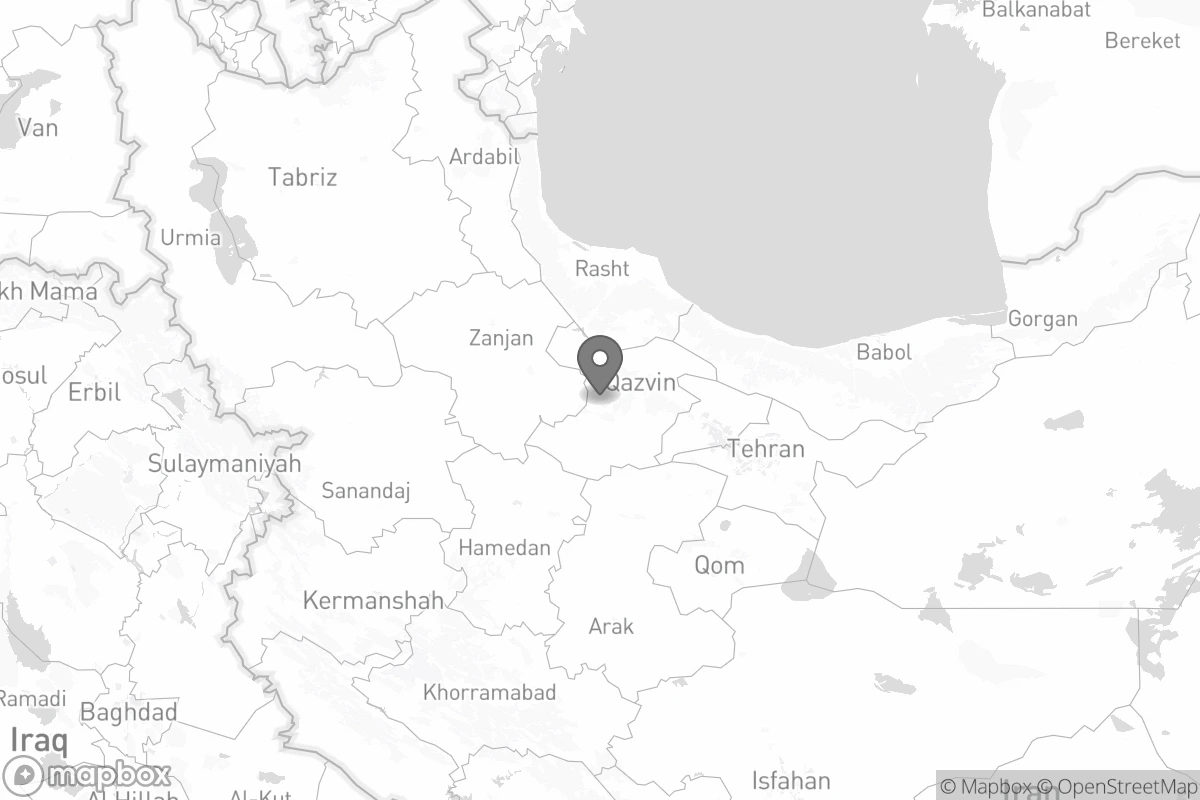 Balkanabat
Bereket
Van
Ardabil
Tabriz
Urmia
Rasht
kh Mama
Gorgan
Zanjan
Babol
osul
Erbil
Qazvin
Tehran
Sulaymaniyah
Sanandaj
Hamedan
Qom
Kermanshah
Arak
Khorramabad
Ramadi
Baghdad
Iraq
mapbox
Isfahan
Al Hillah
Al-Kut
Iran
© Mapbox © OpenStreetMap